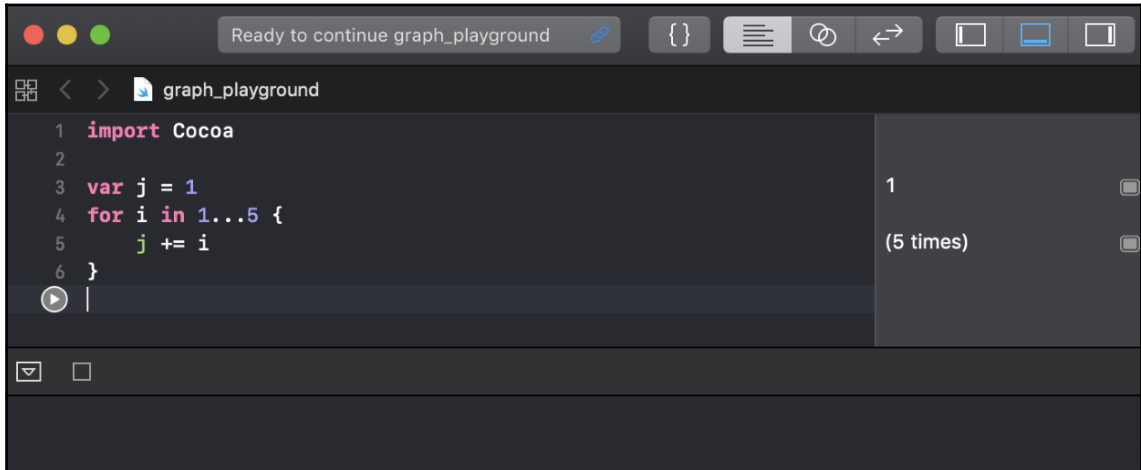 Ready to continue graph_playground
{ }
graph_playground
1 import Cocoa
2
3 var j = 1
1
4 for i in 1...5 {
5     j += i
(5 times)
6 }